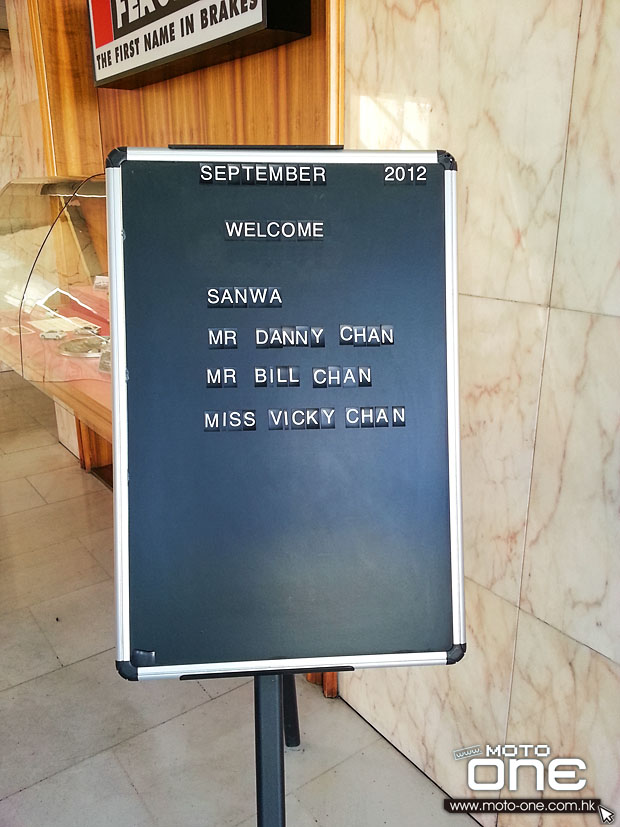 THE FIRST NAME IN BRAKES
SEPTEMBER 2012
WELCOME
SANWA
MR DANNY CHAN
MR BILL CHAN
MISS VICKY CHAN
www.
MOTO
ONE
www.moto-one.com.hk